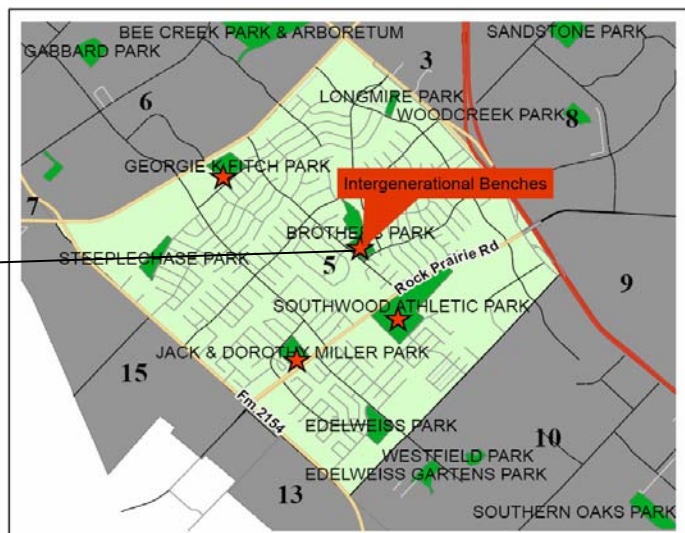 BEE CREEK PARK & ARBORETUM
SANDSTONE PARK
GABBARD PARK
3
LONGMIRE PARK
6
WOODCREEK PARK
8
GEORGIE K FITCH PARK
Intergenerational Benches
7
BROTHERS PARK
STEEPLECHASE PARK
5
Rock Prairie Rd
9
SOUTHWOOD ATHLETIC PARK
JACK & DOROTHY MILLER PARK
15
Fm 2154
EDELWEISS PARK
10
WESTFIELD PARK
EDELWEISS GARTENS PARK
13
SOUTHERN OAKS PARK